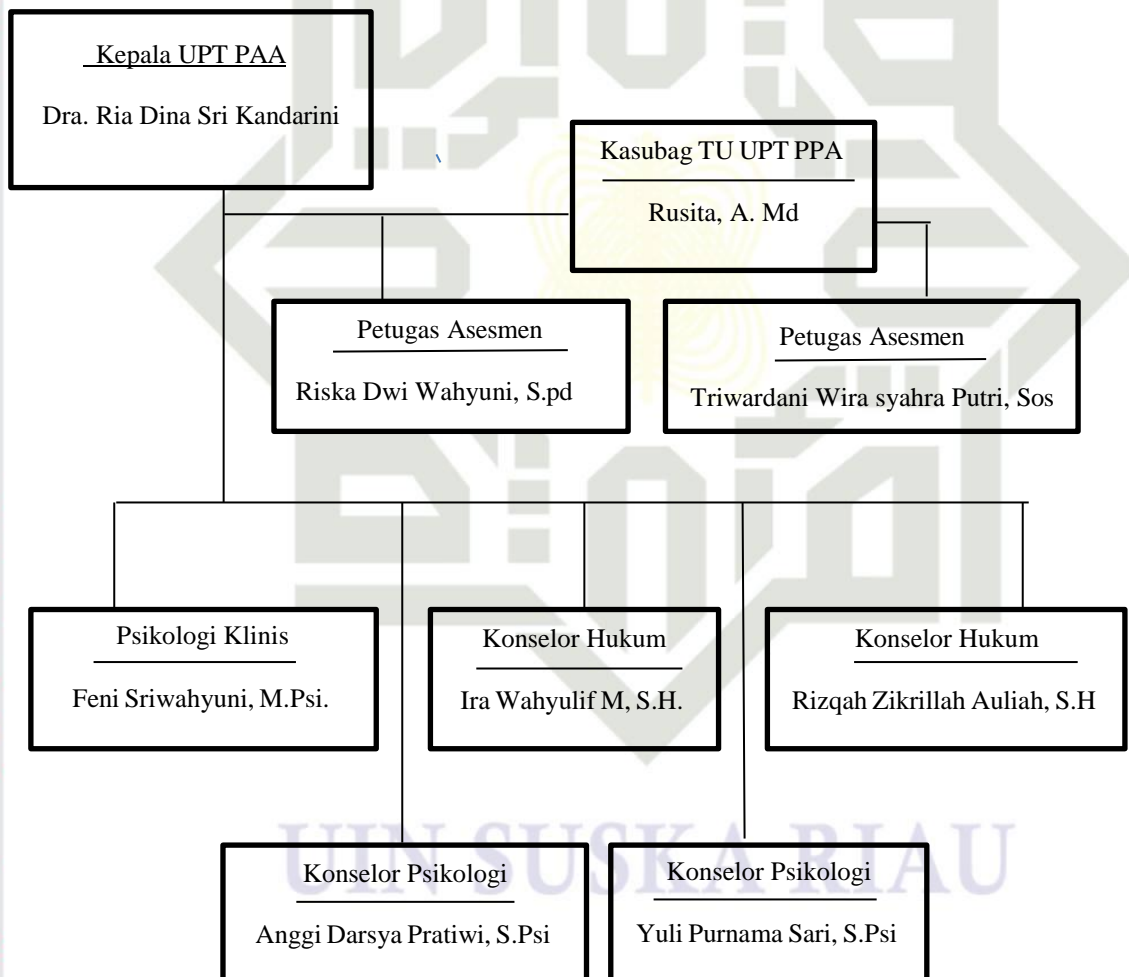 Kepala UPT PAA
Dra. Ria Dina Sri Kandarini
Kasubag TU UPT PPA
Rusita, A. Md
Petugas Asesmen
Riska Dwi Wahyuni, S.pd
Petugas Asesmen
Triwardani Wira syahra Putri, Sos
Psikologi Klinis
Feni Sriwahyuni, M.Psi.
Konselor Hukum
Ira Wahyulif M, S.H.
Konselor Hukum
Rizqah Zikrillah Auliah, S.H
UIN SUSKA RIAU
Konselor Psikologi
Anggi Darsya Pratiwi, S.Psi
Konselor Psikologi
Yuli Purnama Sari, S.Psi